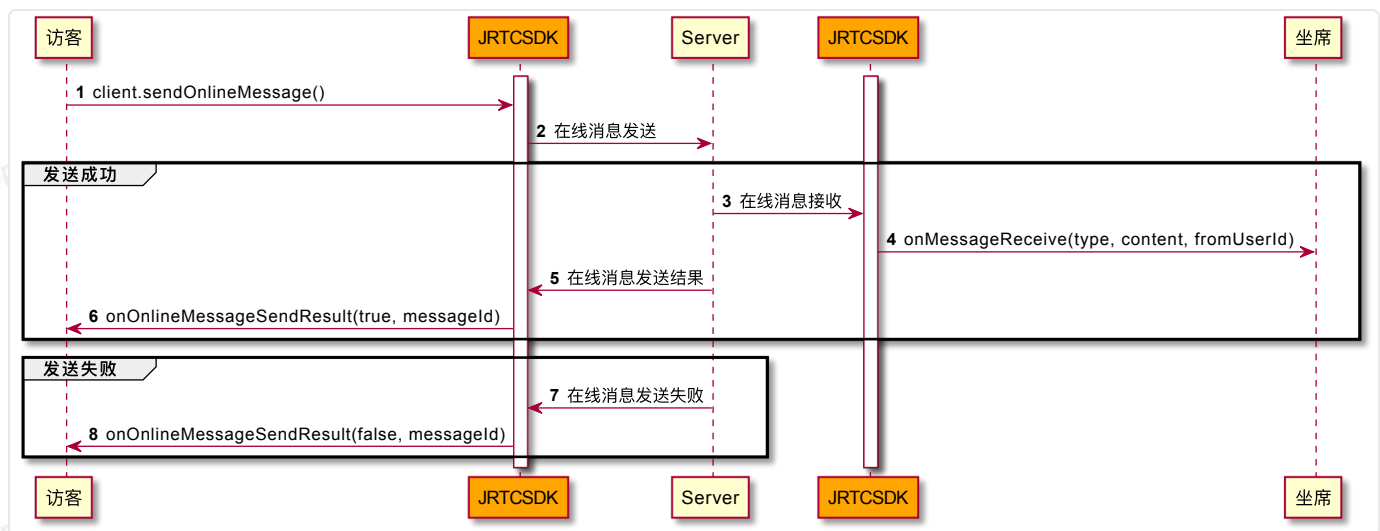 访客 JRTCSDK Server JRTCSDK 坐席
1 client.sendOnlineMessage()
2 在线消息发送
发送成功
3 在线消息接收
4 onMessageReceive(type, content, fromUserId)
5 在线消息发送结果
6 onOnlineMessageSendResult(true, messageId)
发送失败
7 在线消息发送失败
8 onOnlineMessageSendResult(false, messageId)
访客 JRTCSDK Server JRTCSDK 坐席